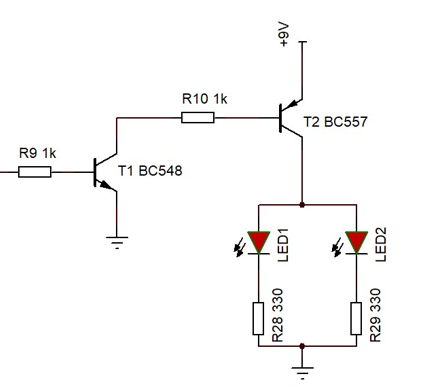 +9V
R10 1k
T2 BC557
R9 1k
T1 BC548
LED1
LED2
R28 330
R29 330